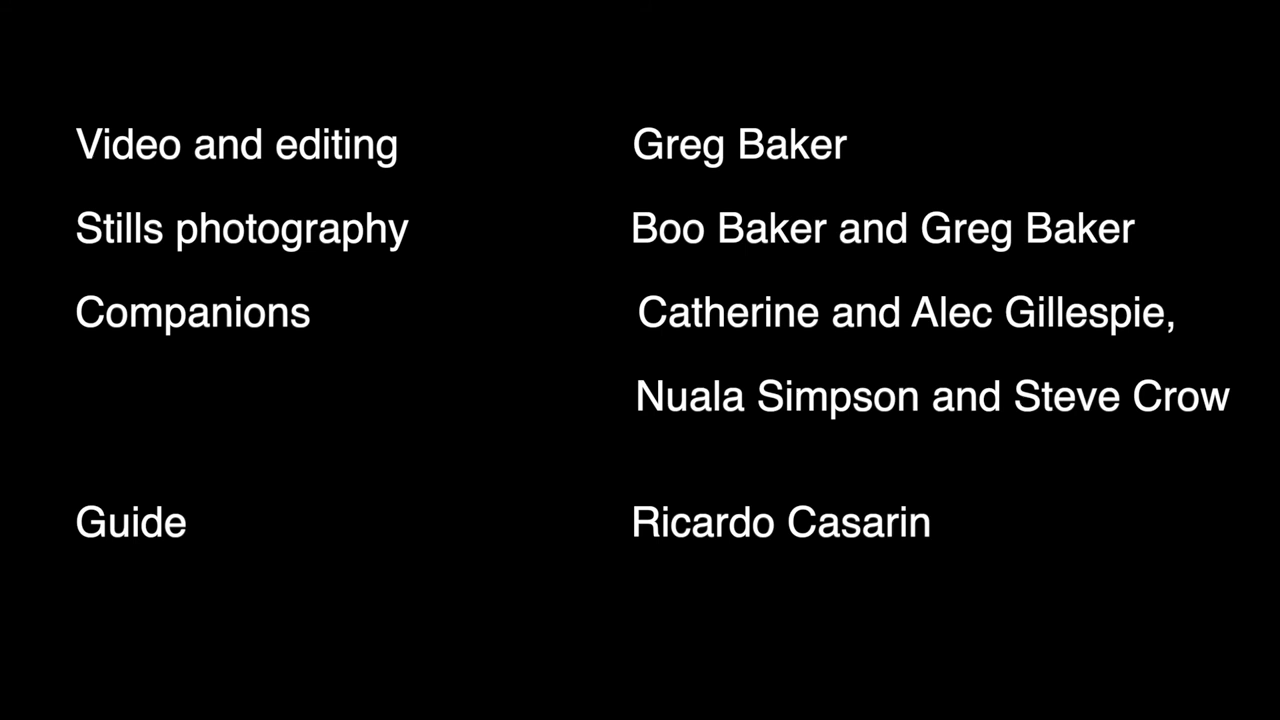 Video and editing Greg Baker
Stills photography Boo Baker and Greg Baker
Companions Catherine and Alec Gillespie,
Nuala Simpson and Steve Crow
Guide Ricardo Casarin